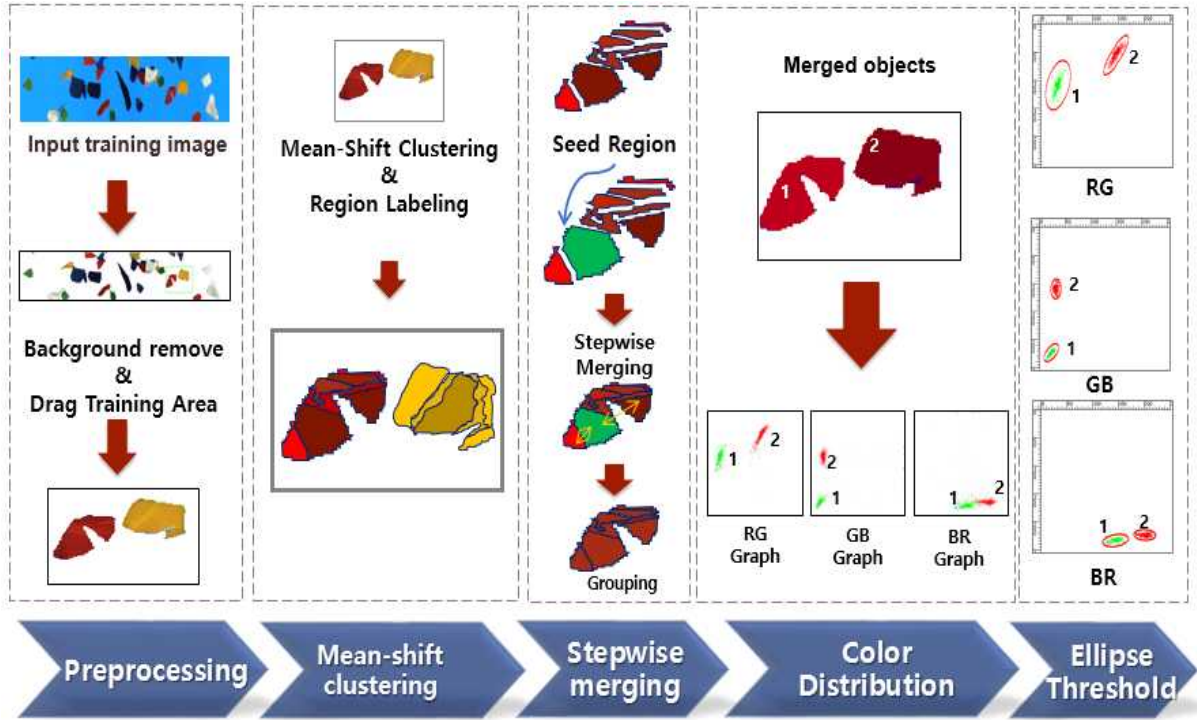 Input training image
Background remove
&
Drag Training Area
Mean-Shift Clustering
&
Region Labeling
Seed Region
Stepwise
Merging
Grouping
Merged objects
1
2
1
2
RG
Graph
2
1
GB
Graph
1
2
BR
Graph
2
1
RG
2
1
GB
1
2
BR
Preprocessing
Mean-shift
clustering
Stepwise
merging
Color
Distribution
Ellipse
Threshold